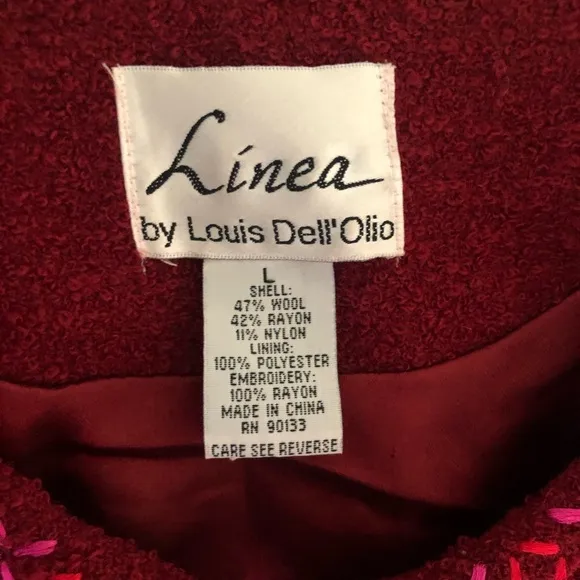 Linea
by Louis Dell'Olio
L
SHELL:
47% WOOL
42% RAYON
11% NYLON
LINING:
100% POLYESTER
EMBROIDERY:
100% RAYON
MADE IN CHINA
RN 90133
CARE SEE REVERSE